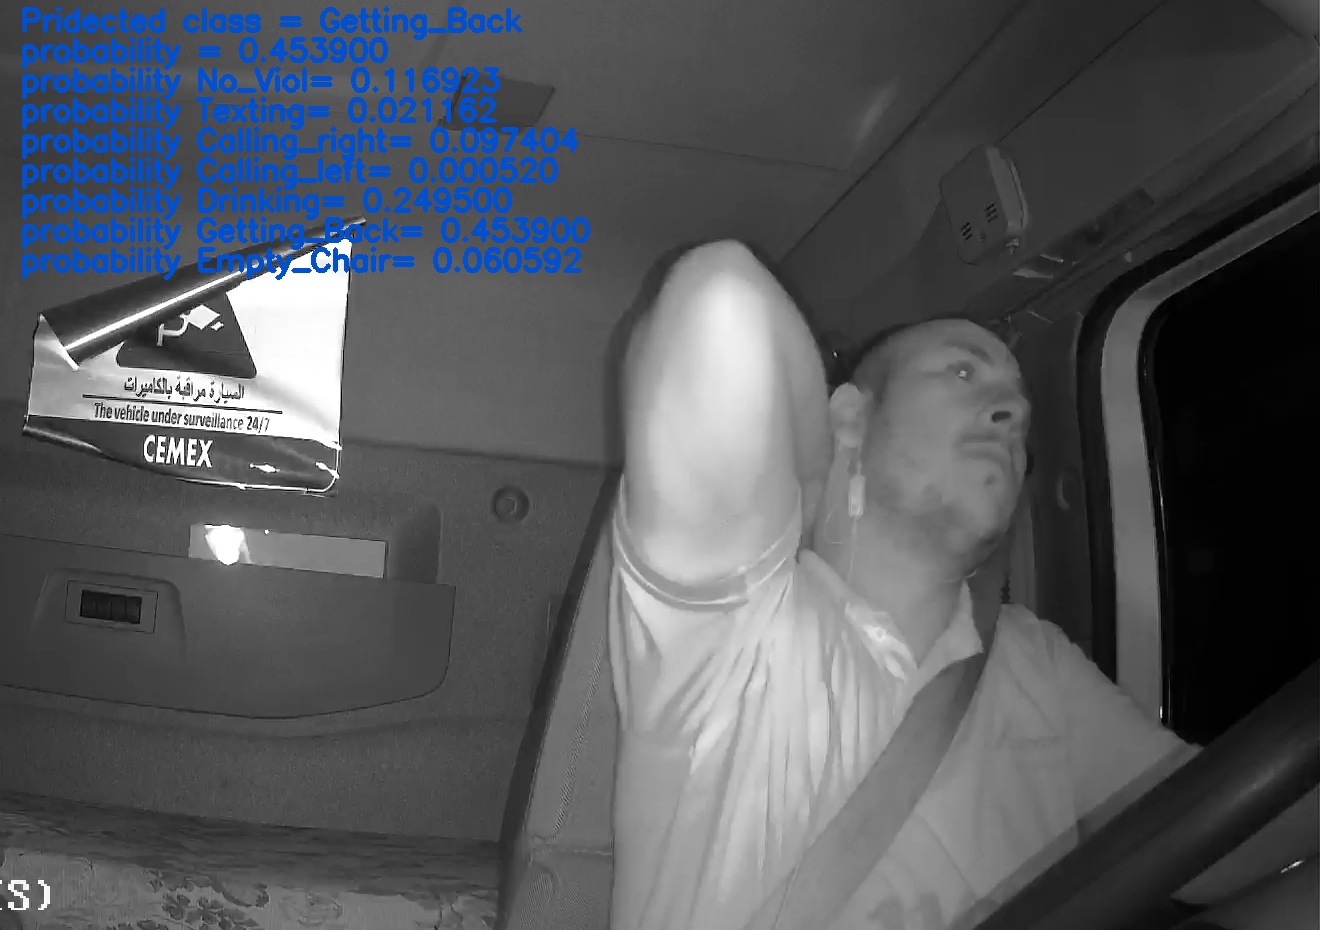 Pridected class = Getting_Back
probability = 0.453900
probability No_Viol= 0.116923
probability Texting= 0.021162
probability Calling_right= 0.097404
probability Calling_left= 0.000520
probability Drinking= 0.249500
probability Getting_Back= 0.453900
probability Empty_Chair= 0.060592
السيارة مراقبة بالكاميرات
The vehicle under surveillance 24/7
CEMEX
(S)